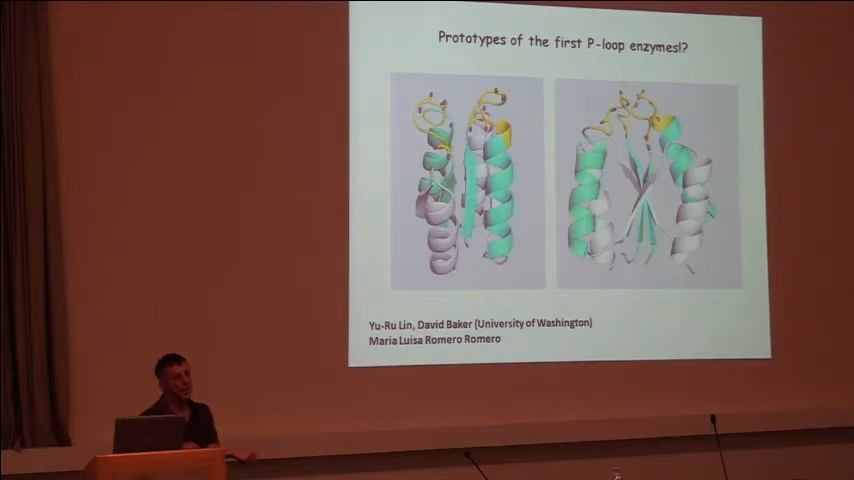 Prototypes of the first P-loop enzymes!?
Yu-Ru Lin, David Baker (University of Washington)
Maria Luisa Romero Romero